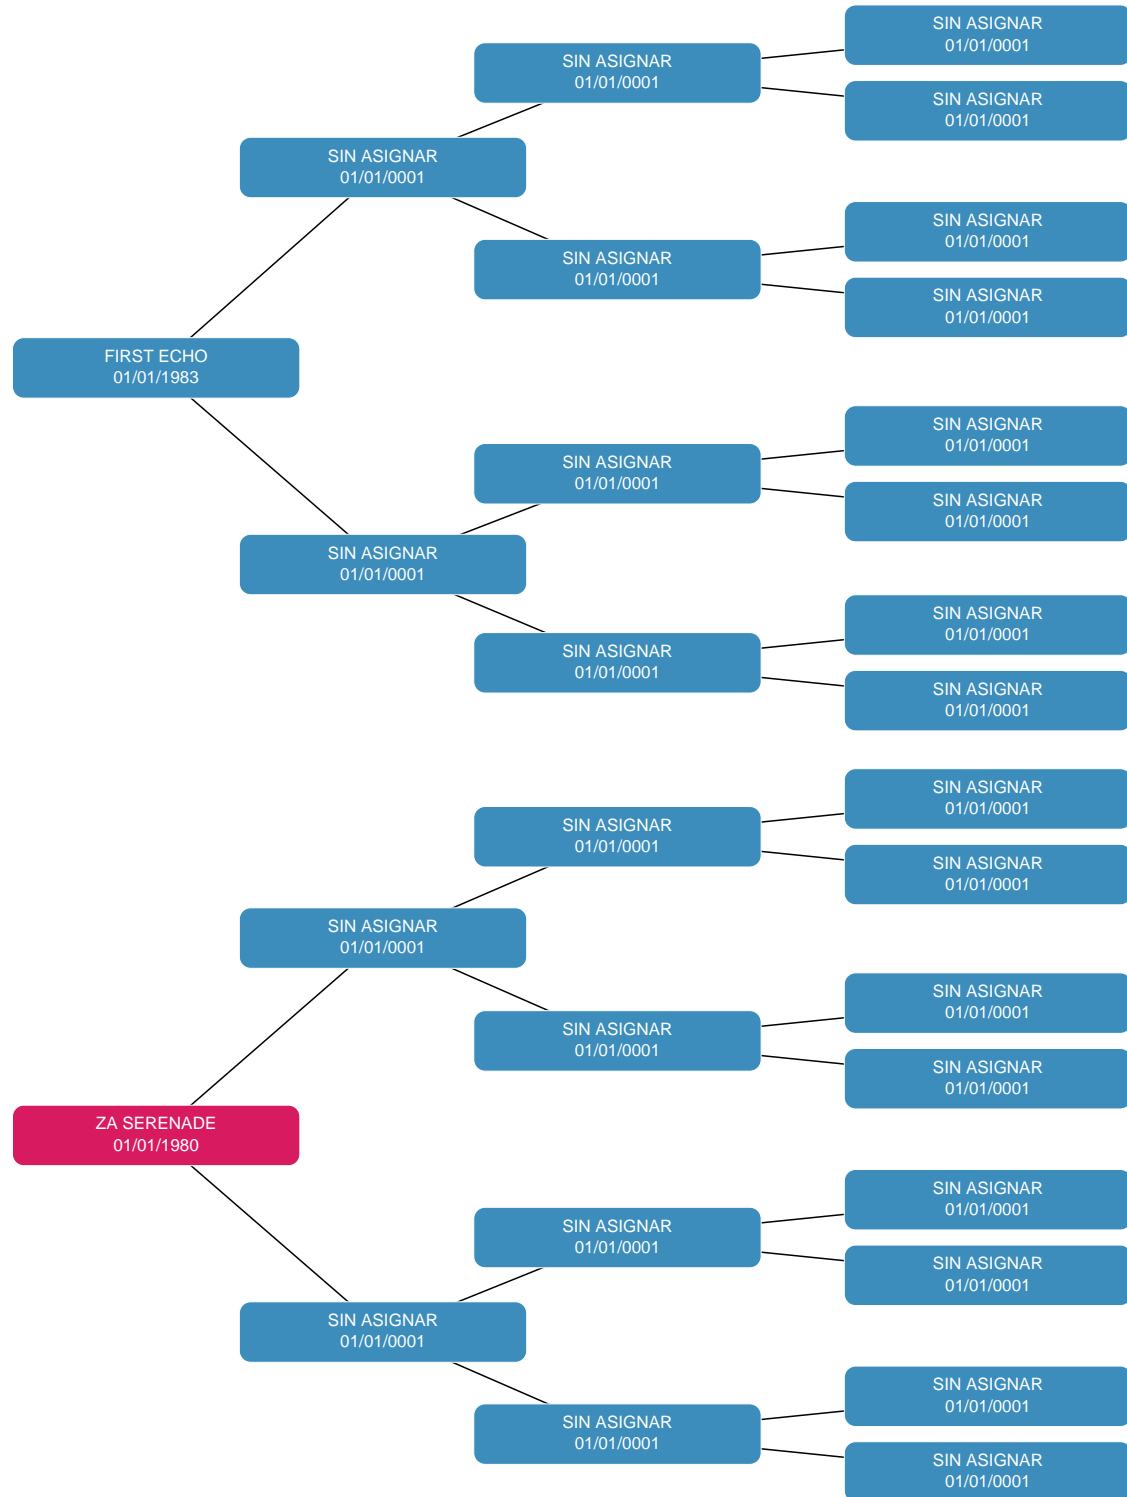 SIN ASIGNAR
01/01/0001
SIN ASIGNAR
01/01/0001
SIN ASIGNAR
01/01/0001
SIN ASIGNAR
01/01/0001
SIN ASIGNAR
01/01/0001
SIN ASIGNAR
01/01/0001
SIN ASIGNAR
01/01/0001
FIRST ECHO
01/01/1983
SIN ASIGNAR
01/01/0001
SIN ASIGNAR
01/01/0001
SIN ASIGNAR
01/01/0001
SIN ASIGNAR
01/01/0001
SIN ASIGNAR
01/01/0001
SIN ASIGNAR
01/01/0001
SIN ASIGNAR
01/01/0001
SIN ASIGNAR
01/01/0001
SIN ASIGNAR
01/01/0001
SIN ASIGNAR
01/01/0001
SIN ASIGNAR
01/01/0001
SIN ASIGNAR
01/01/0001
SIN ASIGNAR
01/01/0001
SIN ASIGNAR
01/01/0001
ZA SERENADE
01/01/1980
SIN ASIGNAR
01/01/0001
SIN ASIGNAR
01/01/0001
SIN ASIGNAR
01/01/0001
SIN ASIGNAR
01/01/0001
SIN ASIGNAR
01/01/0001
SIN ASIGNAR
01/01/0001
SIN ASIGNAR
01/01/0001